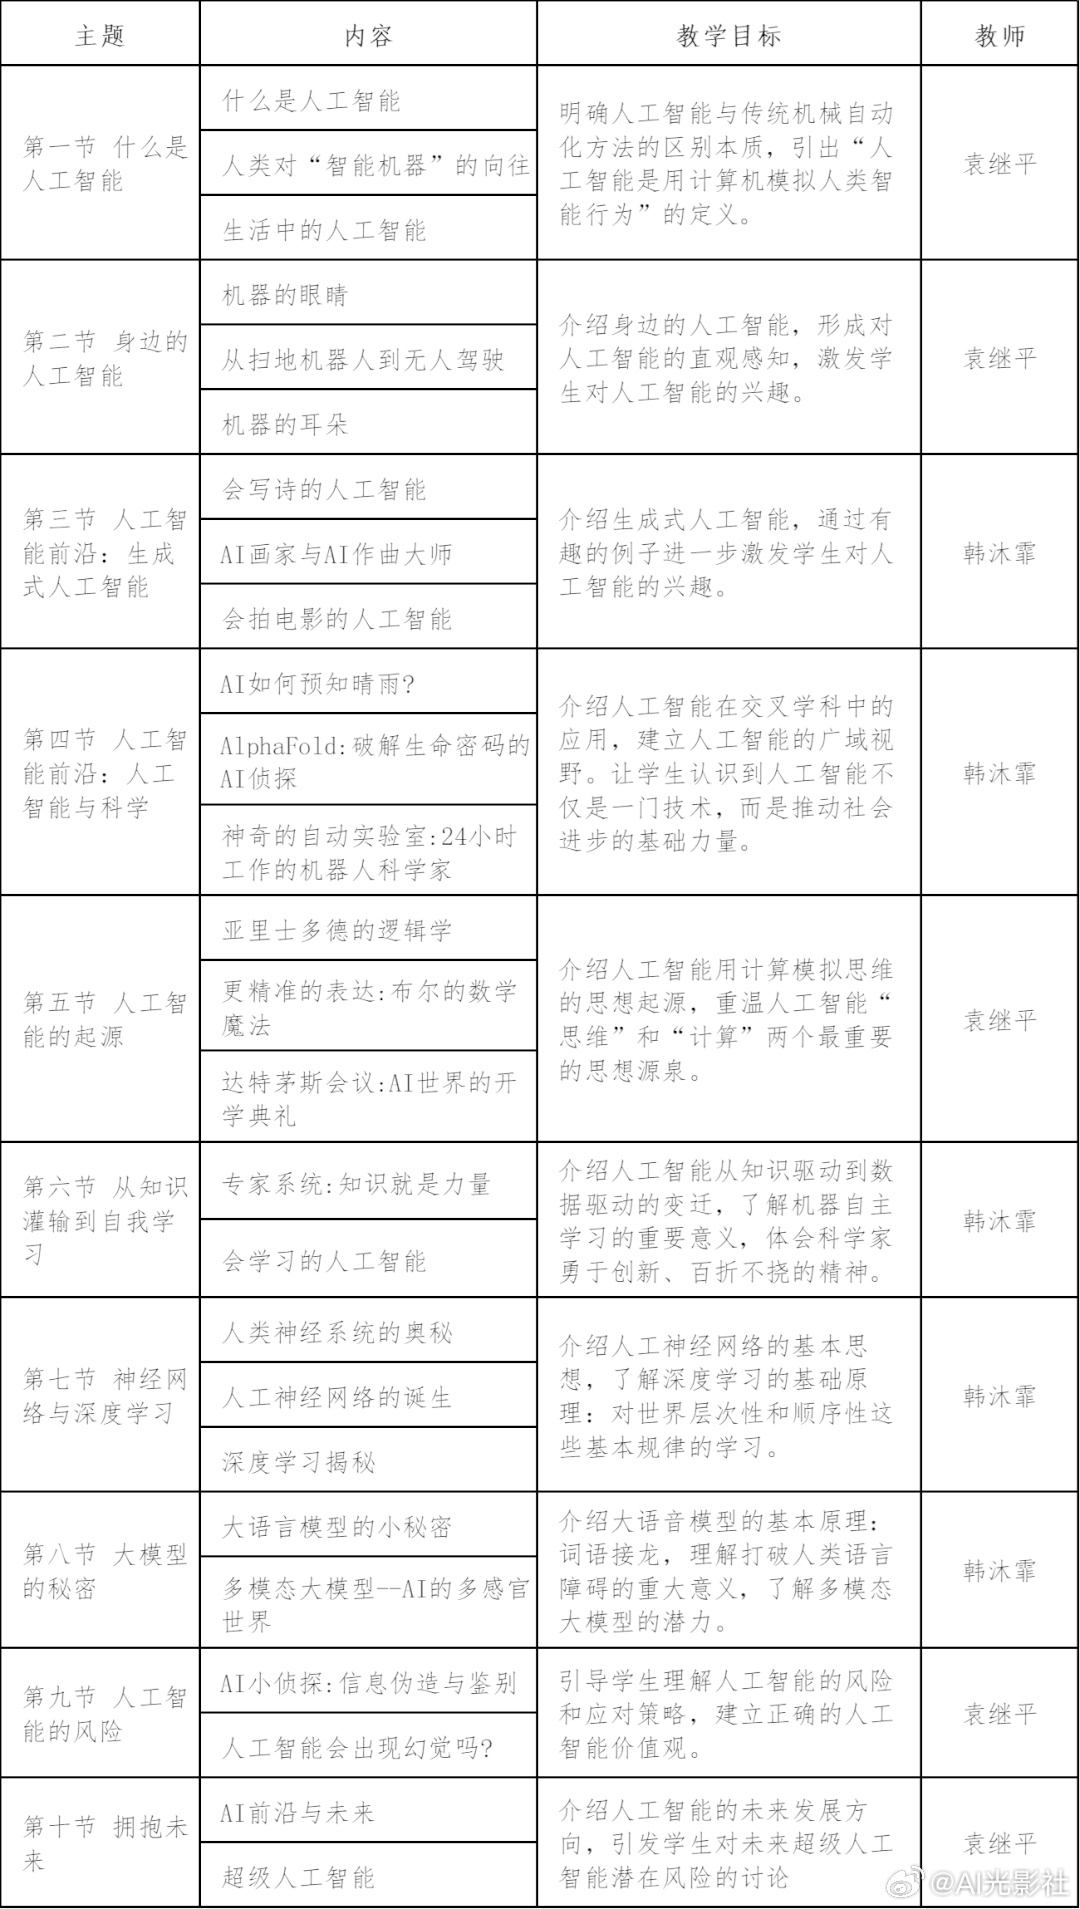 主题 内容 教学目标 教师
第一节 什么是
人工智能
什么是人工智能
人类对“智能机器”的向往
生活中的人工智能
明确人工智能与传统机械自动
化方法的区别本质，引出“人
工智能是用计算机模拟人类智
能行为”的定义。
袁继平
第二节 身边的
人工智能
机器的眼睛
从扫地机器人到无人驾驶
机器的耳朵
介绍身边的人工智能，形成对
人工智能的直观感知，激发学
生对人工智能的兴趣。
袁继平
第三节 人工智
能前沿：生成
式人工智能
会写诗的人工智能
AI画家与AI作曲大师
会拍电影的人工智能
介绍生成式人工智能，通过有
趣的例子进一步激发学生对人
工智能的兴趣。
韩沐霏
第四节 人工智
能前沿：人工
智能与科学
AI如何预知晴雨?
AlphaFold:破解生命密码的
AI侦探
神奇的自动实验室:24小时
工作的机器人科学家
介绍人工智能在交叉学科中的
应用，建立人工智能的广域视
野。让学生认识到人工智能不
仅是一门技术，而是推动社会
进步的基础力量。
韩沐霏
第五节 人工智
能的起源
亚里士多德的逻辑学
更精准的表达:布尔的数学
魔法
达特茅斯会议:AI世界的开
学典礼
介绍人工智能用计算模拟思维
的思想起源，重温人工智能“
思维”和“计算”两个最重要
的思想源泉。
袁继平
第六节 从知识
灌输到自我学
习
专家系统:知识就是力量
会学习的人工智能
介绍人工智能从知识驱动到数
据驱动的变迁，了解机器自主
学习的重要意义，体会科学家
勇于创新、百折不挠的精神。
韩沐霏
第七节 神经网
络与深度学习
人类神经系统的奥秘
人工神经网络的诞生
深度学习揭秘
介绍人工神经网络的基本思
想，了解深度学习的基础原
理：对世界层次性和顺序性这
些基本规律的学习。
韩沐霏
第八节 大模型
的秘密
大语言模型的小秘密
多模态大模型--AI的多感官
世界
介绍大语音模型的基本原理：
词语接龙，理解打破人类语言
障碍的重大意义，了解多模态
大模型的潜力。
韩沐霏
第九节 人工智
能的风险
AI小侦探:信息伪造与鉴别
人工智能会出现幻觉吗?
引导学生理解人工智能的风险
和应对策略，建立正确的人工
智能价值观。
袁继平
第十节 拥抱未
来
AI前沿与未来
超级人工智能
介绍人工智能的未来发展方
向，引发学生对未来超级人工
智能潜在风险的讨论
袁继平
@AI光影社